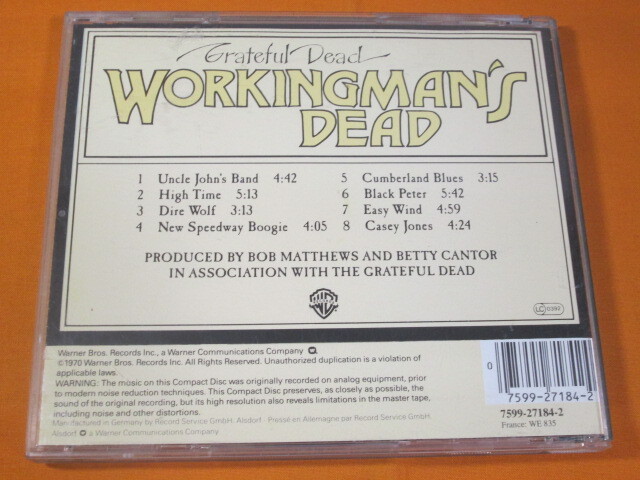 Grateful Dead
WORKINGMAN'S
DEAD
1 Uncle John's Band 4:42
2 High Time 5:13
3 Dire Wolf 3:13
4 New Speedway Boogie 4:05
5 Cumberland Blues 3:15
6 Black Peter 5:42
7 Easy Wind 4:59
8 Casey Jones 4:24
PRODUCED BY BOB MATTHEWS AND BETTY CANTOR
IN ASSOCIATION WITH THE GRATEFUL DEAD
LC 0392
Warner Bros. Records Inc., a Warner Communications Company
©1970 Warner Bros. Records Inc. All Rights Reserved. Unauthorized duplication is a violation of
applicable laws.
WARNING: The music on this Compact Disc was originally recorded on analog equipment, prior
to modern noise reduction techniques. This Compact Disc preserves, as closely as possible, the
sound of the original recording, but its high resolution also reveals limitations in the master tape,
including noise and other distortions.
Manufactured in Germany by Record Service GmbH, Alsdorf · Pressé en Allemagne par Record Service GmbH,
Alsdorf a Warner Communications Company
0 7599-27184-2
7599-27184-2
France: WE 835